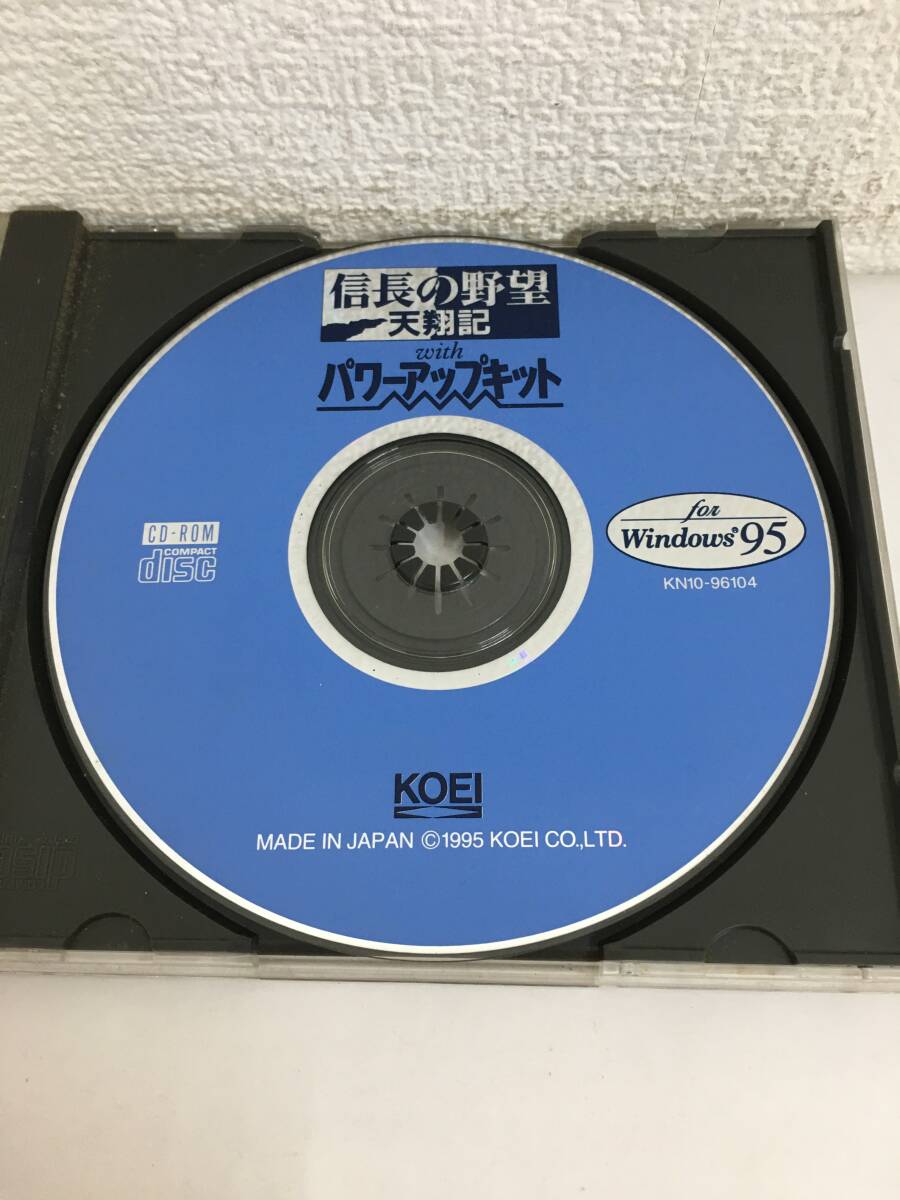 信長の野望
天翔記
with
パワーアップキット
CD-ROM
COMPACT
disc
for
Windows®95
KN10-96104
KOEI
MADE IN JAPAN ©1995 KOEI CO.,LTD.